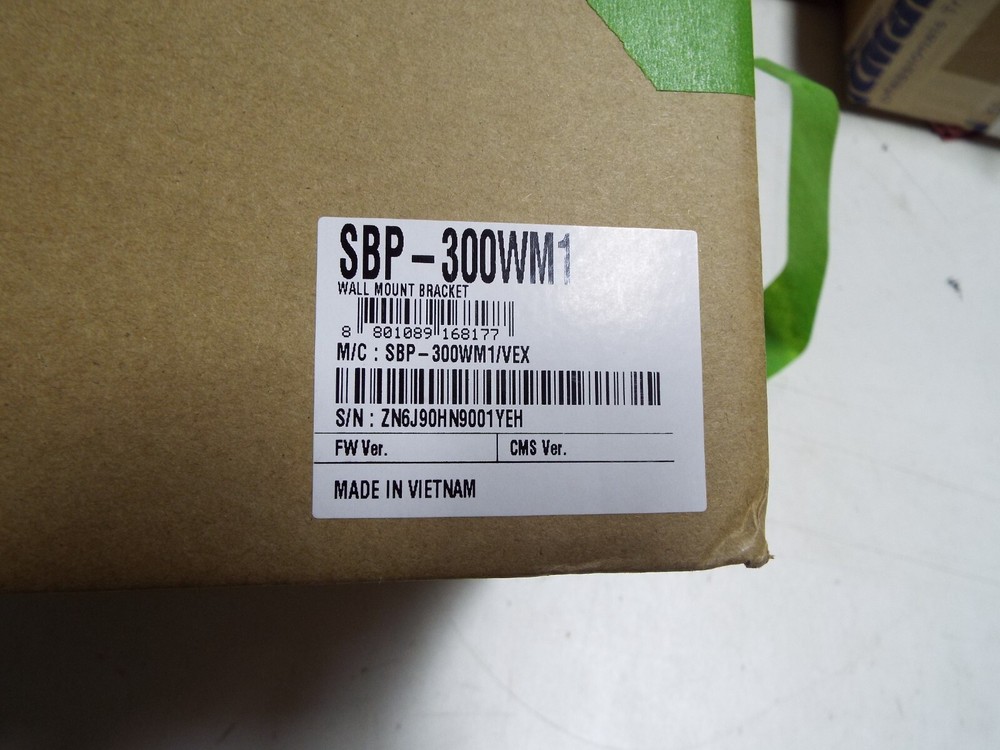 SBP-300WM1
WALL MOUNT BRACKET
8 801089 168177
M/C : SBP-300WM1/VEX
S/N : ZN6J90HN9001YEH
FW Ver. CMS Ver.
MADE IN VIETNAM